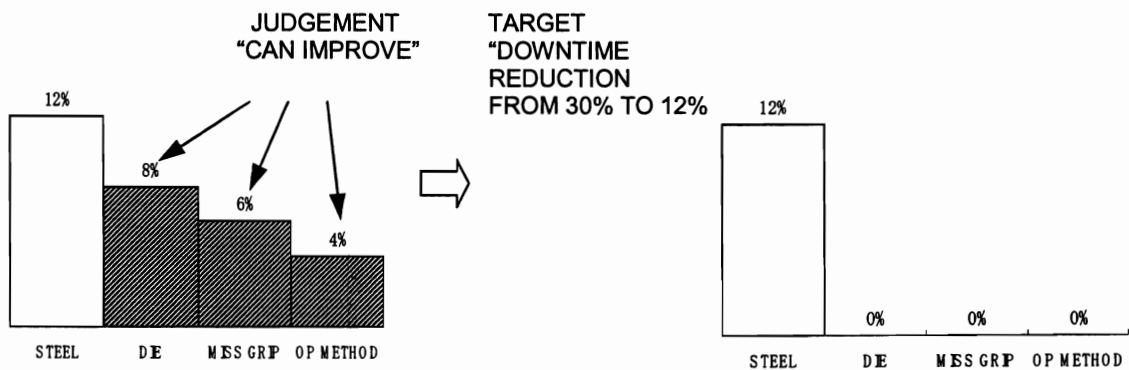 JUDGEMENT
“CAN IMPROVE”
TARGET
“DOWNTIME
REDUCTION
FROM 30% TO 12%
12%
8%
6%
4%
STEEL
DIE
MISS GRIP
OP METHOD
12%
0%
0%
0%
STEEL
DIE
MISS GRIP
OP METHOD